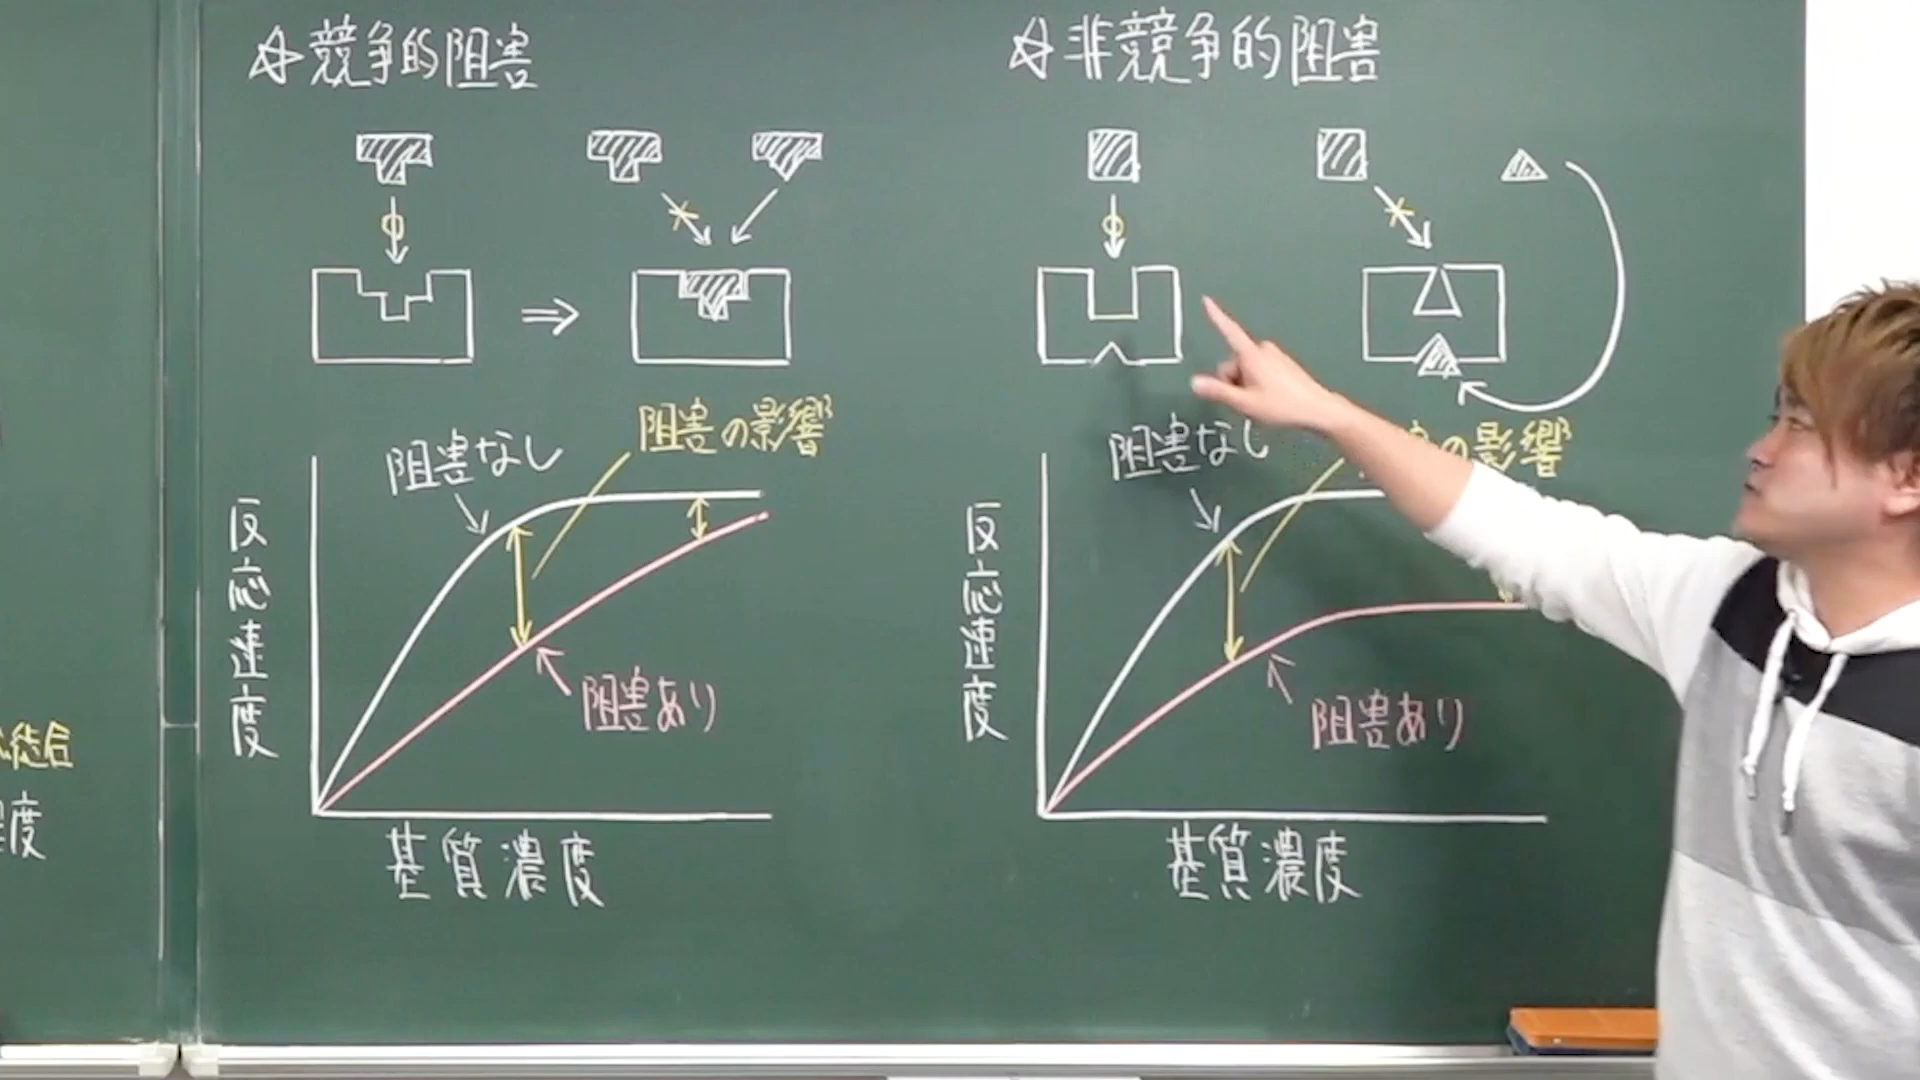 ☆競争的阻害
阻害なし
阻害の影響
反応速度
阻害あり
基質濃度
☆非競争的阻害
阻害なし
の影響
反応速度
阻害あり
基質濃度
度